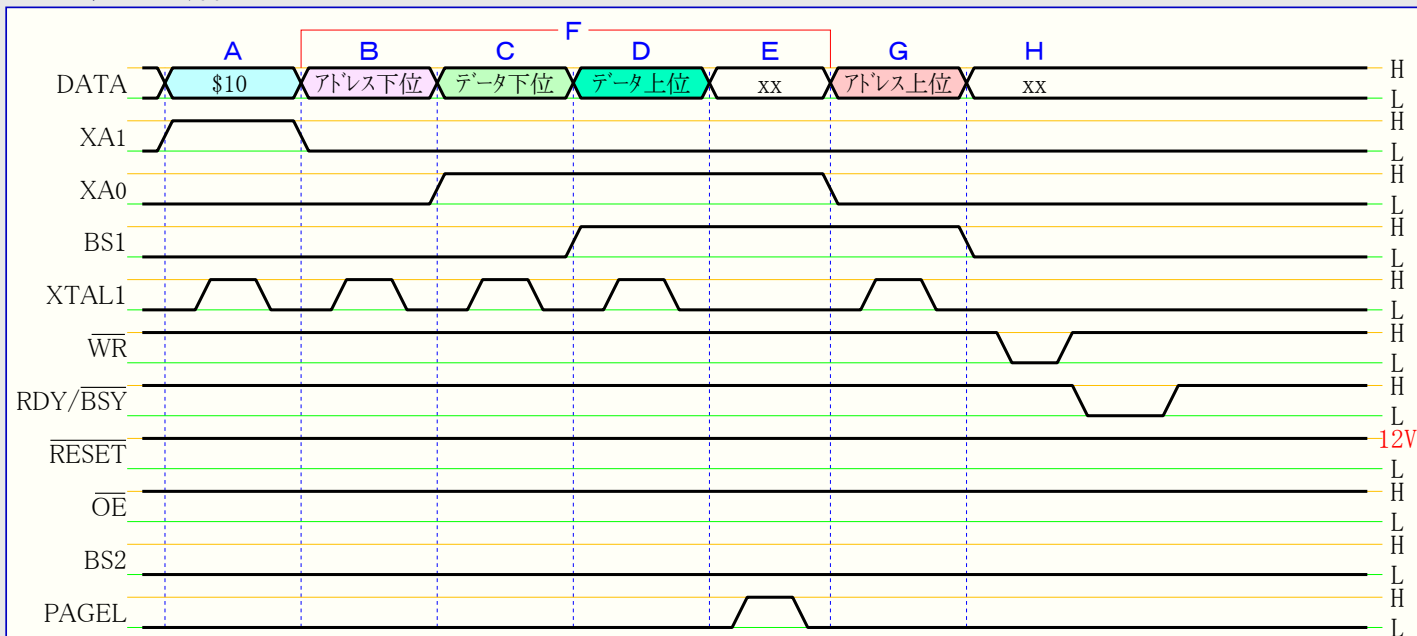 F
A B C D E G H
DATA $10 アドレス下位 データ下位 データ上位 xx アドレス上位 xx H
L
XA1 H
L
XA0 H
L
BS1 H
L
XTAL1 H
L
WR H
L
RDY/BSY H
L
RESET 12V
L
OE H
L
BS2 H
L
PAGEL H
L